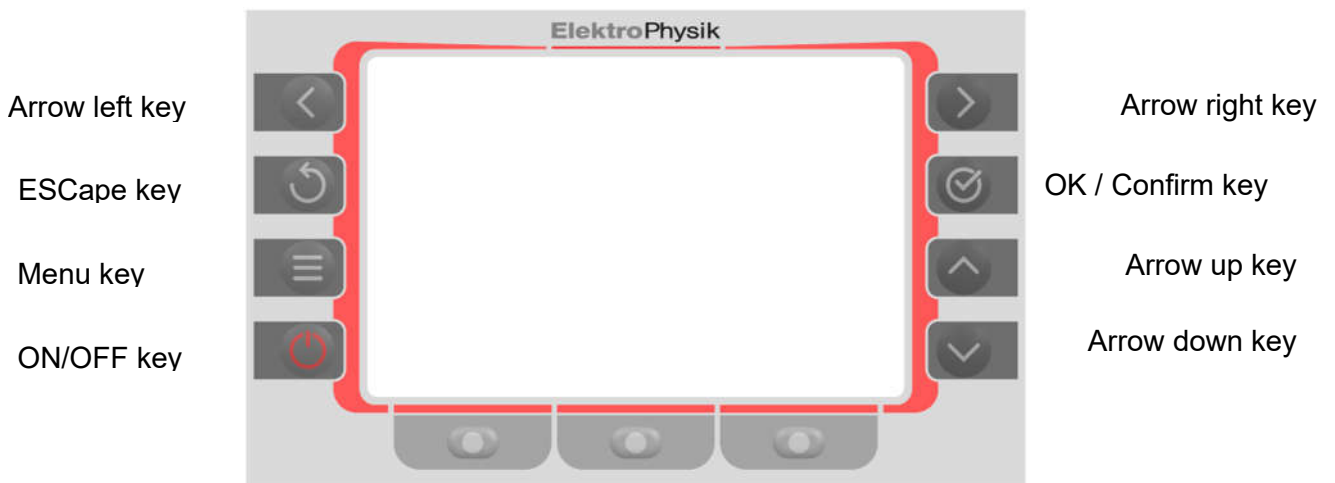 ElektroPhysik
Arrow left key
Arrow right key
ESCape key
OK / Confirm key
Menu key
Arrow up key
ON/OFF key
Arrow down key